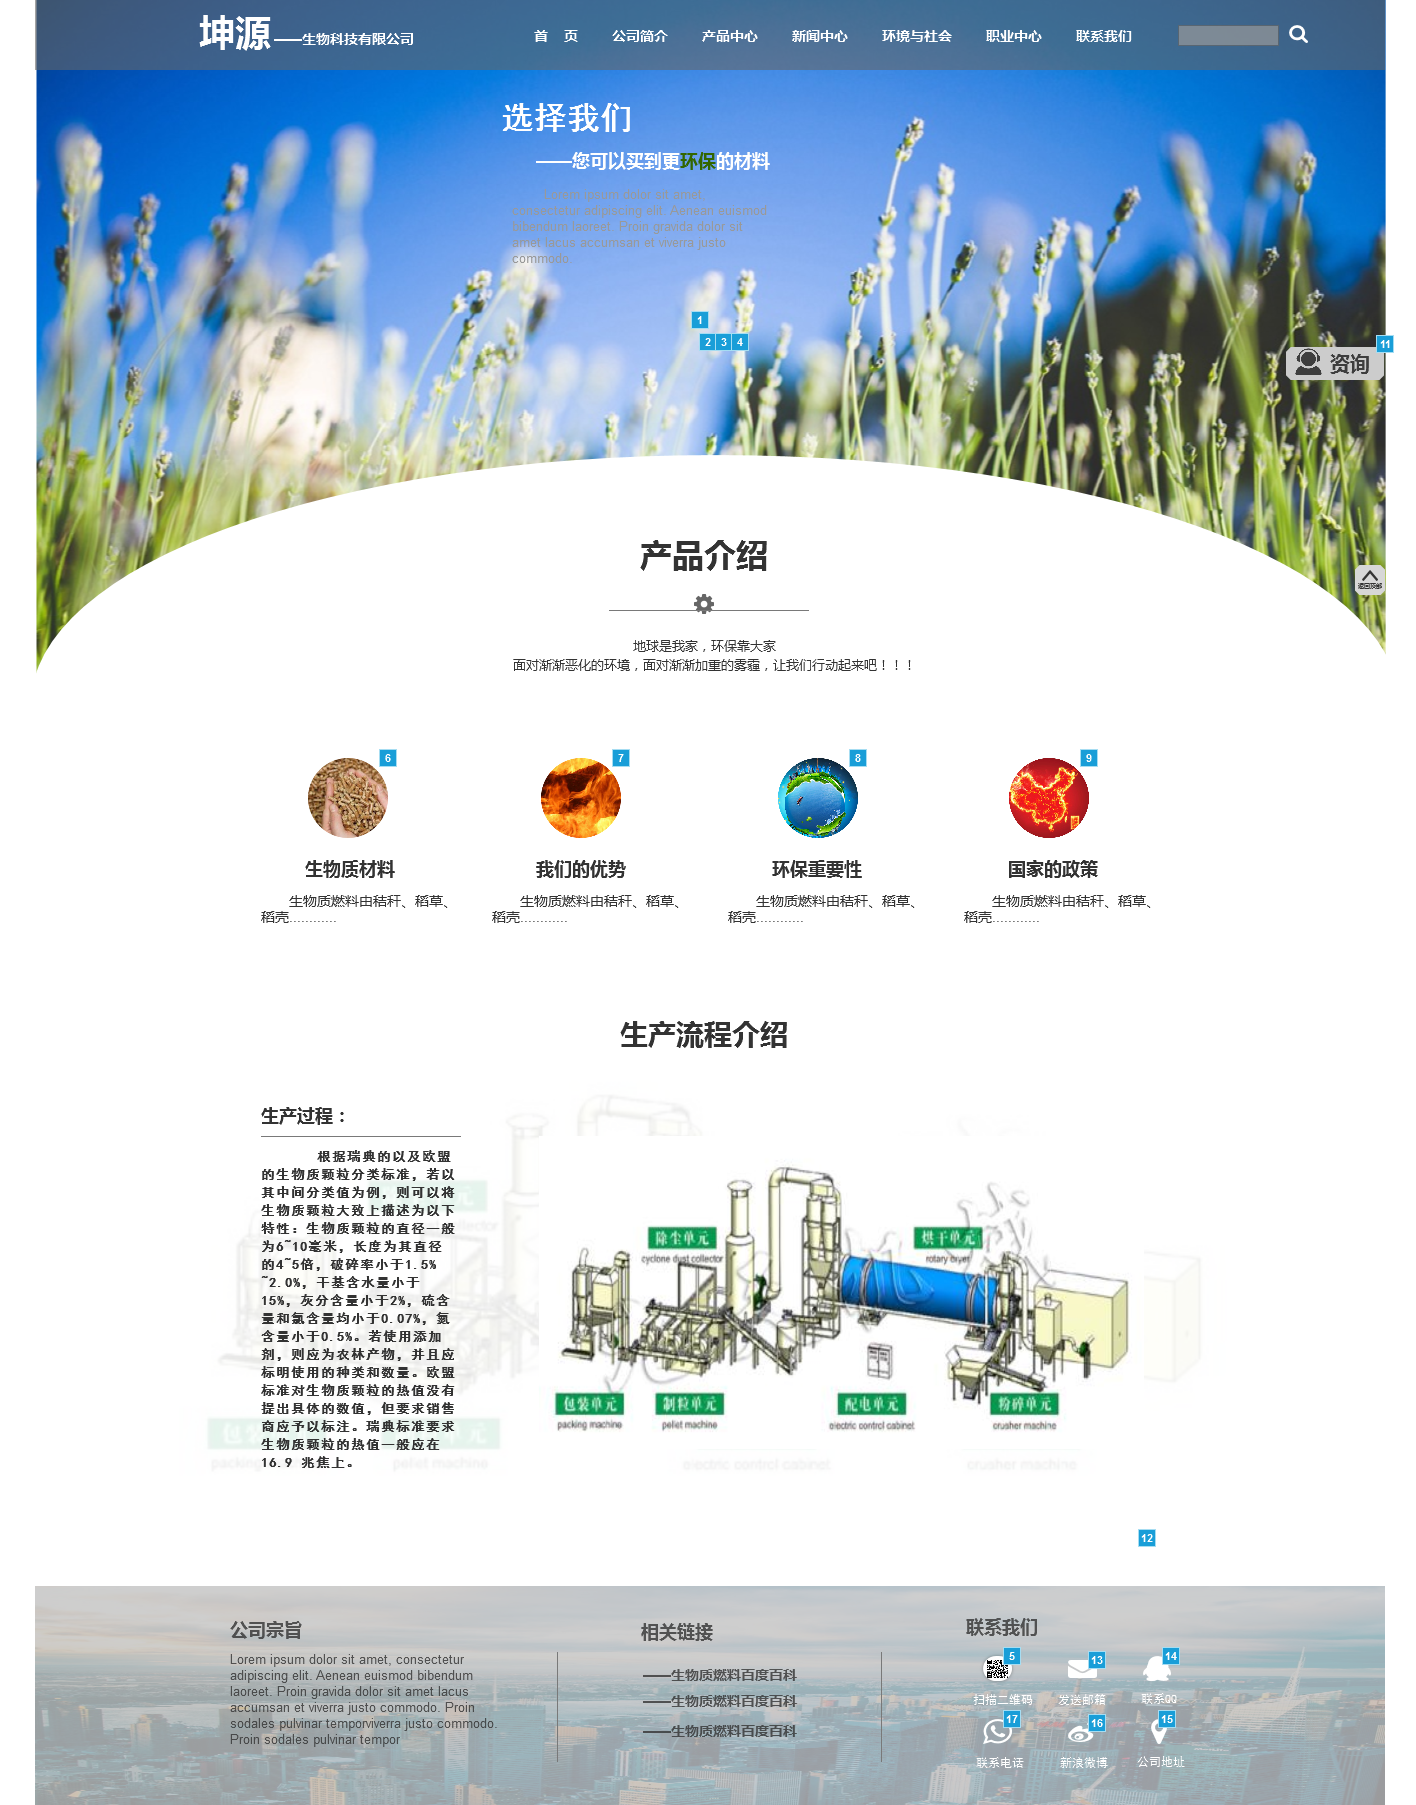 坤源 ——生物科技有限公司
首 页 公司简介 产品中心 新闻中心 环境与社会 职业中心 联系我们
选择我们
——您可以买到更环保的材料
Lorem ipsum dolor sit amet,
consectetur adipiscing elit. Aenean euismod
bibendum laoreet. Proin gravida dolor sit
amet lacus accumsan et viverra justo
commodo.
1
2 3 4
11
资询
产品介绍
地球是我家，环保靠大家
面对渐渐恶化的环境，面对渐渐加重的雾霾，让我们行动起来吧！！！
6 7 8 9
生物质材料 我们的优势 环保重要性 国家的政策
生物质燃料由秸秆、稻草、
稻壳............
生物质燃料由秸秆、稻草、
稻壳............
生物质燃料由秸秆、稻草、
稻壳............
生物质燃料由秸秆、稻草、
稻壳............
生产流程介绍
生产过程：
根据瑞典的以及欧盟
的生物质颗粒分类标准，若以
其中间分类值为例，则可以将
生物质颗粒大致上描述为以下
特性：生物质颗粒的直径一般
为6~10毫米，长度为其直径
的4~5倍，破碎率小于1.5%
~2.0%，干基含水量小于
15%，灰分含量小于2%，硫含
量和氯含量均小于0.07%，氮
含量小于0.5%。若使用添加
剂，则应为农林产物，并且应
标明使用的种类和数量。欧盟
标准对生物质颗粒的热值没有
提出具体的数值，但要求销售
商应予以标注。瑞典标准要求
生物质颗粒的热值一般应在
16.9 兆焦上。
除尘单元
cyclone dust collector
烘干单元
rotary dryer
包装单元
packing machine
制粒单元
pellet machine
配电单元
electric control cabinet
粉碎单元
crusher machine
electric control cabinet
crusher machine
pellet machine
12
公司宗旨
Lorem ipsum dolor sit amet, consectetur
adipiscing elit. Aenean euismod bibendum
laoreet. Proin gravida dolor sit amet lacus
accumsan et viverra justo commodo. Proin
sodales pulvinar temporviverra justo commodo.
Proin sodales pulvinar tempor
相关链接
——生物质燃料百度百科
——生物质燃料百度百科
——生物质燃料百度百科
联系我们
5 13 14
扫描二维码 发送邮箱 联系QQ
17 16 15
联系电话 新浪微博 公司地址